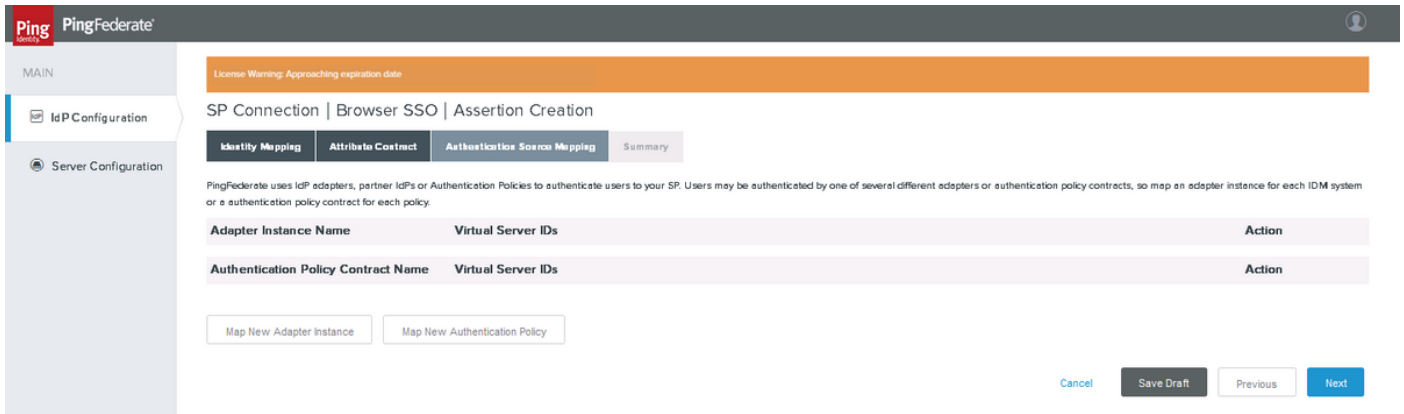 Ping
Identity
PingFederate®
MAIN
License Warning: Approaching expiration date
IdP Configuration
SP Connection | Browser SSO | Assertion Creation
Identity Mapping Attribute Contract Authentication Source Mapping Summary
Server Configuration
PingFederate uses IdP adapters, partner IdPs or Authentication Policies to authenticate users to your SP. Users may be authenticated by one of several different adapters or authentication policy contracts, so map an adapter instance for each IDM system
or a authentication policy contract for each policy.
Adapter Instance Name Virtual Server IDs Action
Authentication Policy Contract Name Virtual Server IDs Action
Map New Adapter Instance Map New Authentication Policy
Cancel Save Draft Previous Next